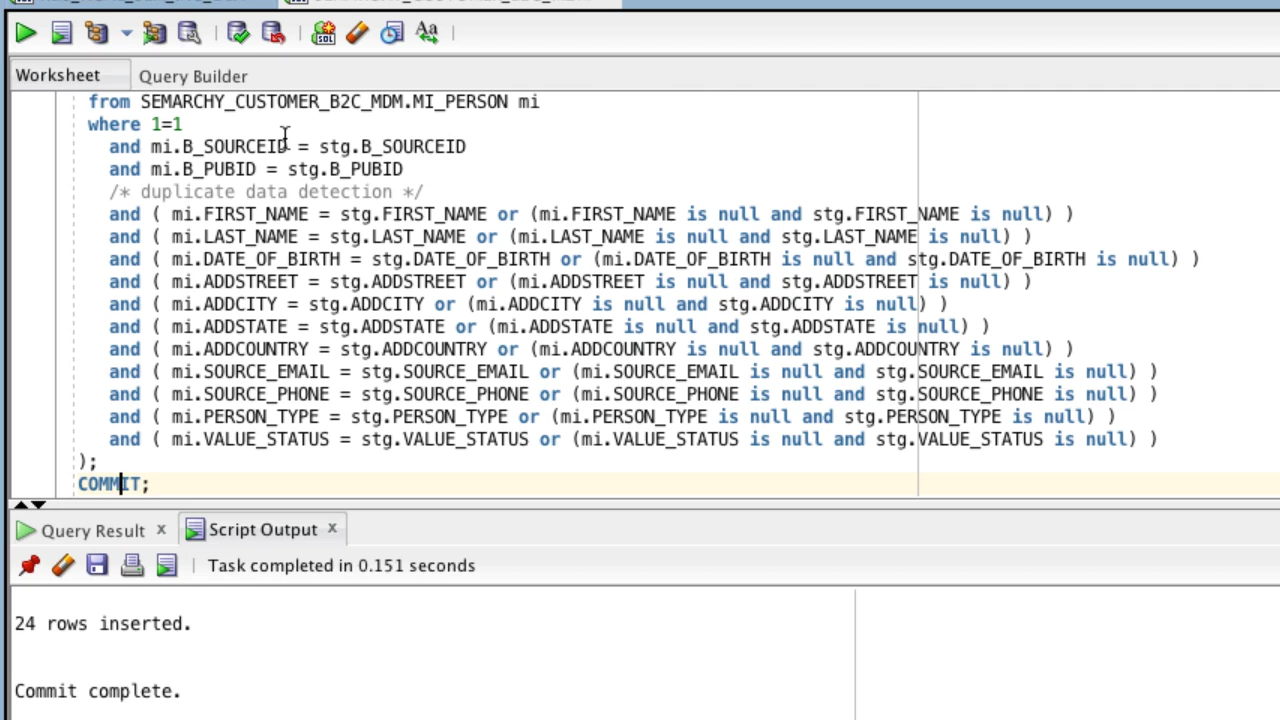 Worksheet Query Builder
from SEMARCHY_CUSTOMER_B2C_MDM.MI_PERSON mi
where 1=1
and mi.B_SOURCEID = stg.B_SOURCEID
and mi.B_PUBID = stg.B_PUBID
/* duplicate data detection */
and ( mi.FIRST_NAME = stg.FIRST_NAME or (mi.FIRST_NAME is null and stg.FIRST_NAME is null) )
and ( mi.LAST_NAME = stg.LAST_NAME or (mi.LAST_NAME is null and stg.LAST_NAME is null) )
and ( mi.DATE_OF_BIRTH = stg.DATE_OF_BIRTH or (mi.DATE_OF_BIRTH is null and stg.DATE_OF_BIRTH is null) )
and ( mi.ADDSTREET = stg.ADDSTREET or (mi.ADDSTREET is null and stg.ADDSTREET is null) )
and ( mi.ADDCITY = stg.ADDCITY or (mi.ADDCITY is null and stg.ADDCITY is null) )
and ( mi.ADDSTATE = stg.ADDSTATE or (mi.ADDSTATE is null and stg.ADDSTATE is null) )
and ( mi.ADDCOUNTRY = stg.ADDCOUNTRY or (mi.ADDCOUNTRY is null and stg.ADDCOUNTRY is null) )
and ( mi.SOURCE_EMAIL = stg.SOURCE_EMAIL or (mi.SOURCE_EMAIL is null and stg.SOURCE_EMAIL is null) )
and ( mi.SOURCE_PHONE = stg.SOURCE_PHONE or (mi.SOURCE_PHONE is null and stg.SOURCE_PHONE is null) )
and ( mi.PERSON_TYPE = stg.PERSON_TYPE or (mi.PERSON_TYPE is null and stg.PERSON_TYPE is null) )
and ( mi.VALUE_STATUS = stg.VALUE_STATUS or (mi.VALUE_STATUS is null and stg.VALUE_STATUS is null) )
);
COMMIT;
Query Result x Script Output x
Task completed in 0.151 seconds
24 rows inserted.
Commit complete.